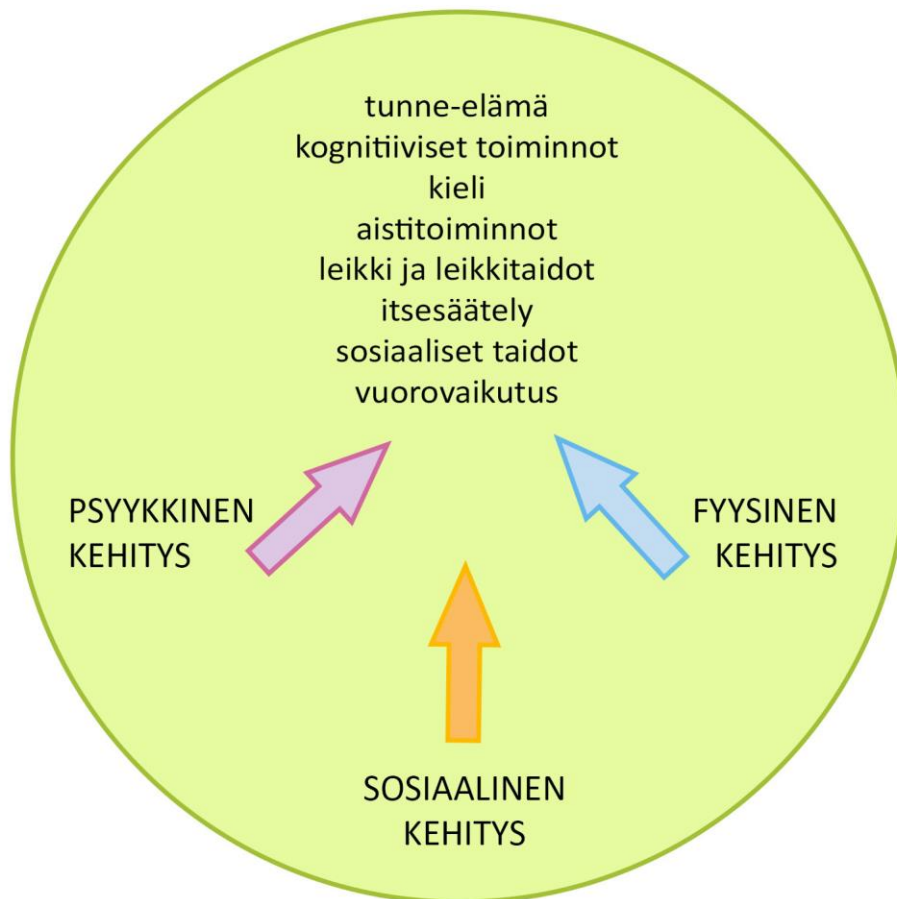 tunne-elämä
kognitiiviset toiminnot
kieli
aistitoiminnot
leikki ja leikkitaidot
itsesäätely
sosiaaliset taidot
vuorovaikutus
PSYYKKINEN
KEHITYS
FYYSINEN
KEHITYS
SOSIAALINEN
KEHITYS